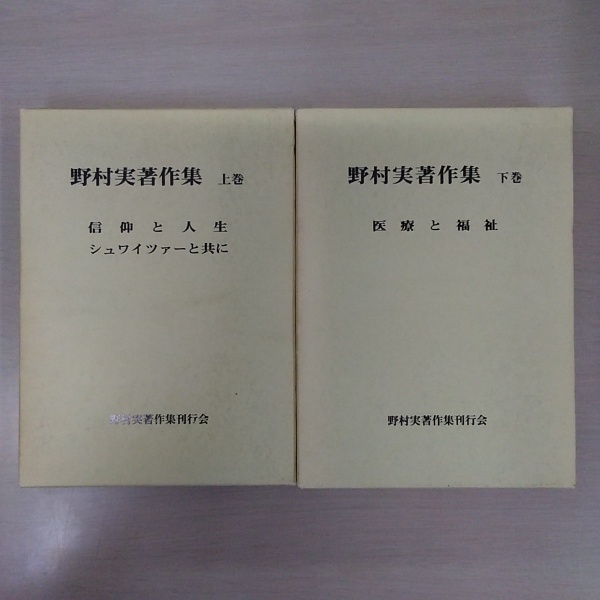 野村実著作集 上巻
信仰と人生
シュワイツァーと共に
野村実著作集刊行会
野村実著作集 下巻
医療と福祉
野村実著作集刊行会